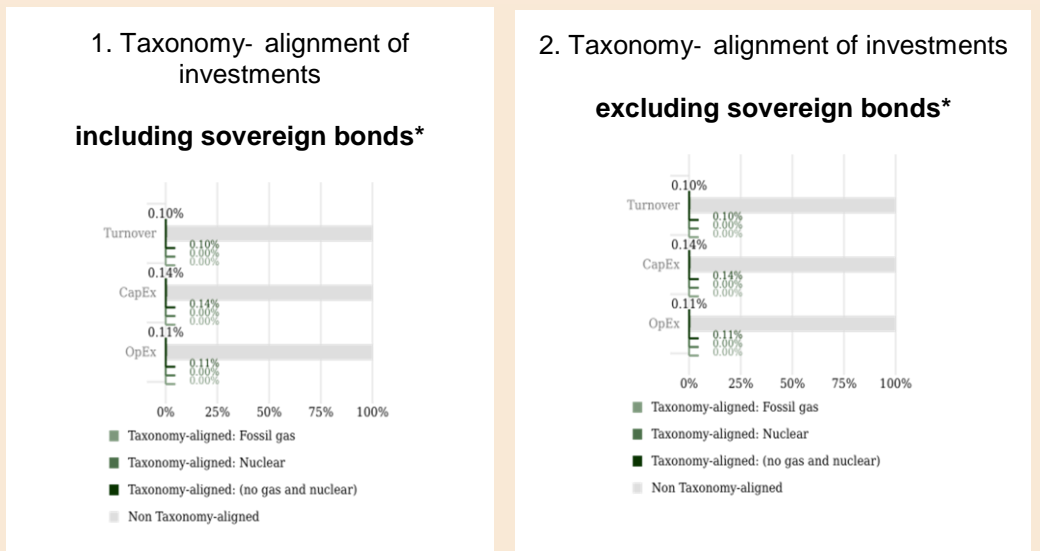 1. Taxonomy- alignment of
investments
including sovereign bonds*
0.10%
Turnover
0.10%
0.00%
0.00%
0.14%
CapEx
0.14%
0.00%
0.00%
0.11%
OpEx
0.11%
0.00%
0.00%
0% 25% 50% 75% 100%
Taxonomy-aligned: Fossil gas
Taxonomy-aligned: Nuclear
Taxonomy-aligned: (no gas and nuclear)
Non Taxonomy-aligned
2. Taxonomy- alignment of investments
excluding sovereign bonds*
0.10%
Turnover
0.10%
0.00%
0.00%
0.14%
CapEx
0.14%
0.00%
0.00%
0.11%
OpEx
0.11%
0.00%
0.00%
0% 25% 50% 75% 100%
Taxonomy-aligned: Fossil gas
Taxonomy-aligned: Nuclear
Taxonomy-aligned: (no gas and nuclear)
Non Taxonomy-aligned